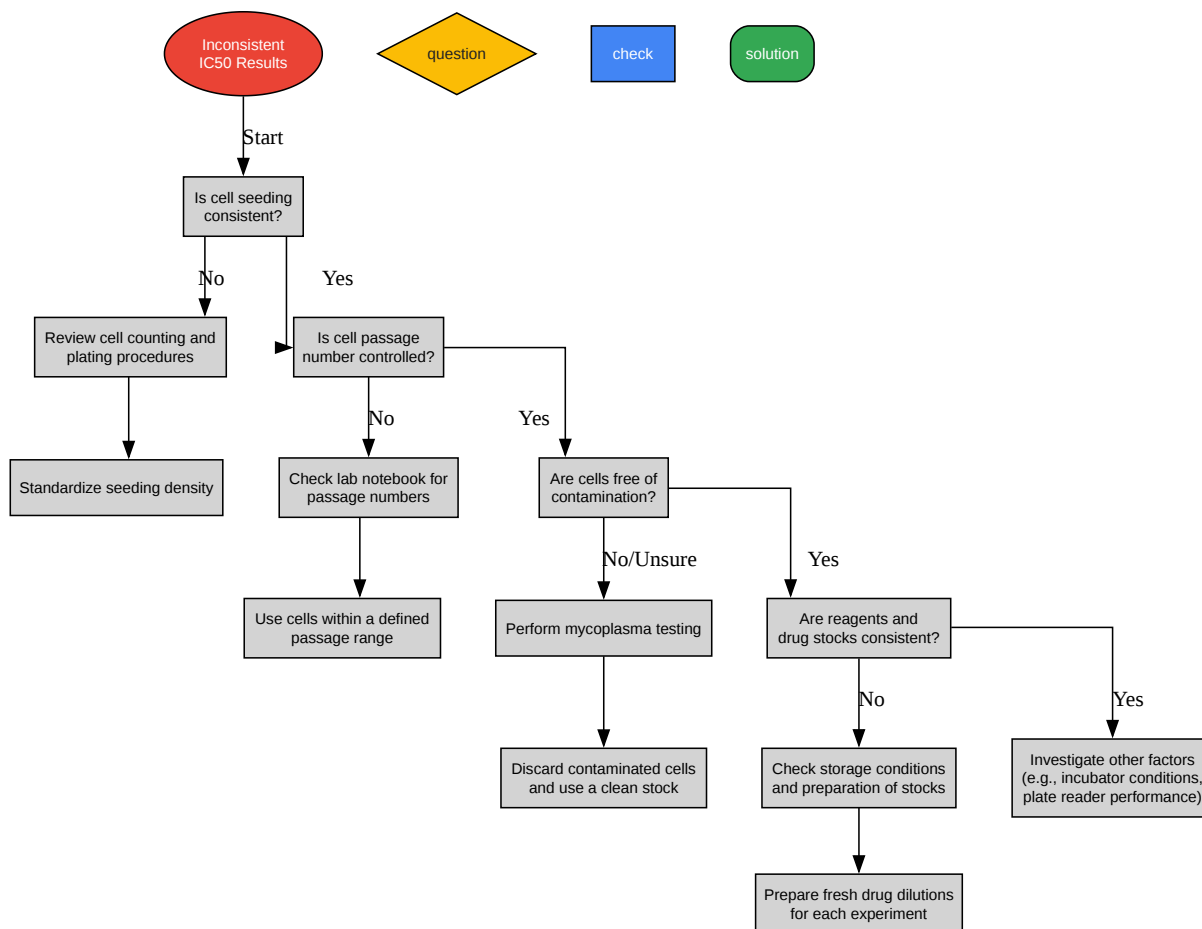 Inconsistent
IC50 Results
question
check
solution
Start
Is cell seeding
consistent?
No
Yes
Review cell counting and
plating procedures
Is cell passage
number controlled?
No
Yes
Standardize seeding density
Check lab notebook for
passage numbers
Are cells free of
contamination?
No/Unsure
Yes
Use cells within a defined
passage range
Perform mycoplasma testing
Are reagents and
drug stocks consistent?
No
Yes
Discard contaminated cells
and use a clean stock
Check storage conditions
and preparation of stocks
Investigate other factors
(e.g., incubator conditions,
plate reader performance)
Prepare fresh drug dilutions
for each experiment